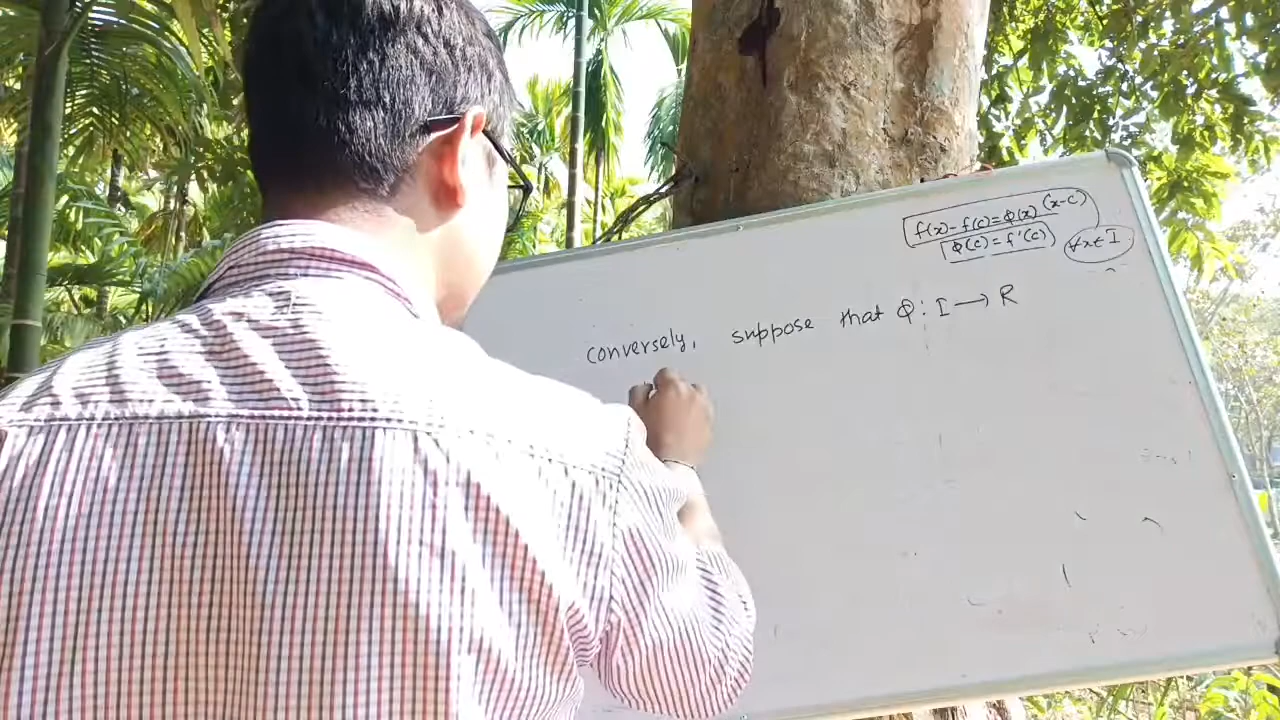 f(x) - f(c) = φ(x) (x-c)
φ(c) = f'(c) ∀x∈I
conversely, suppose that φ: I → R